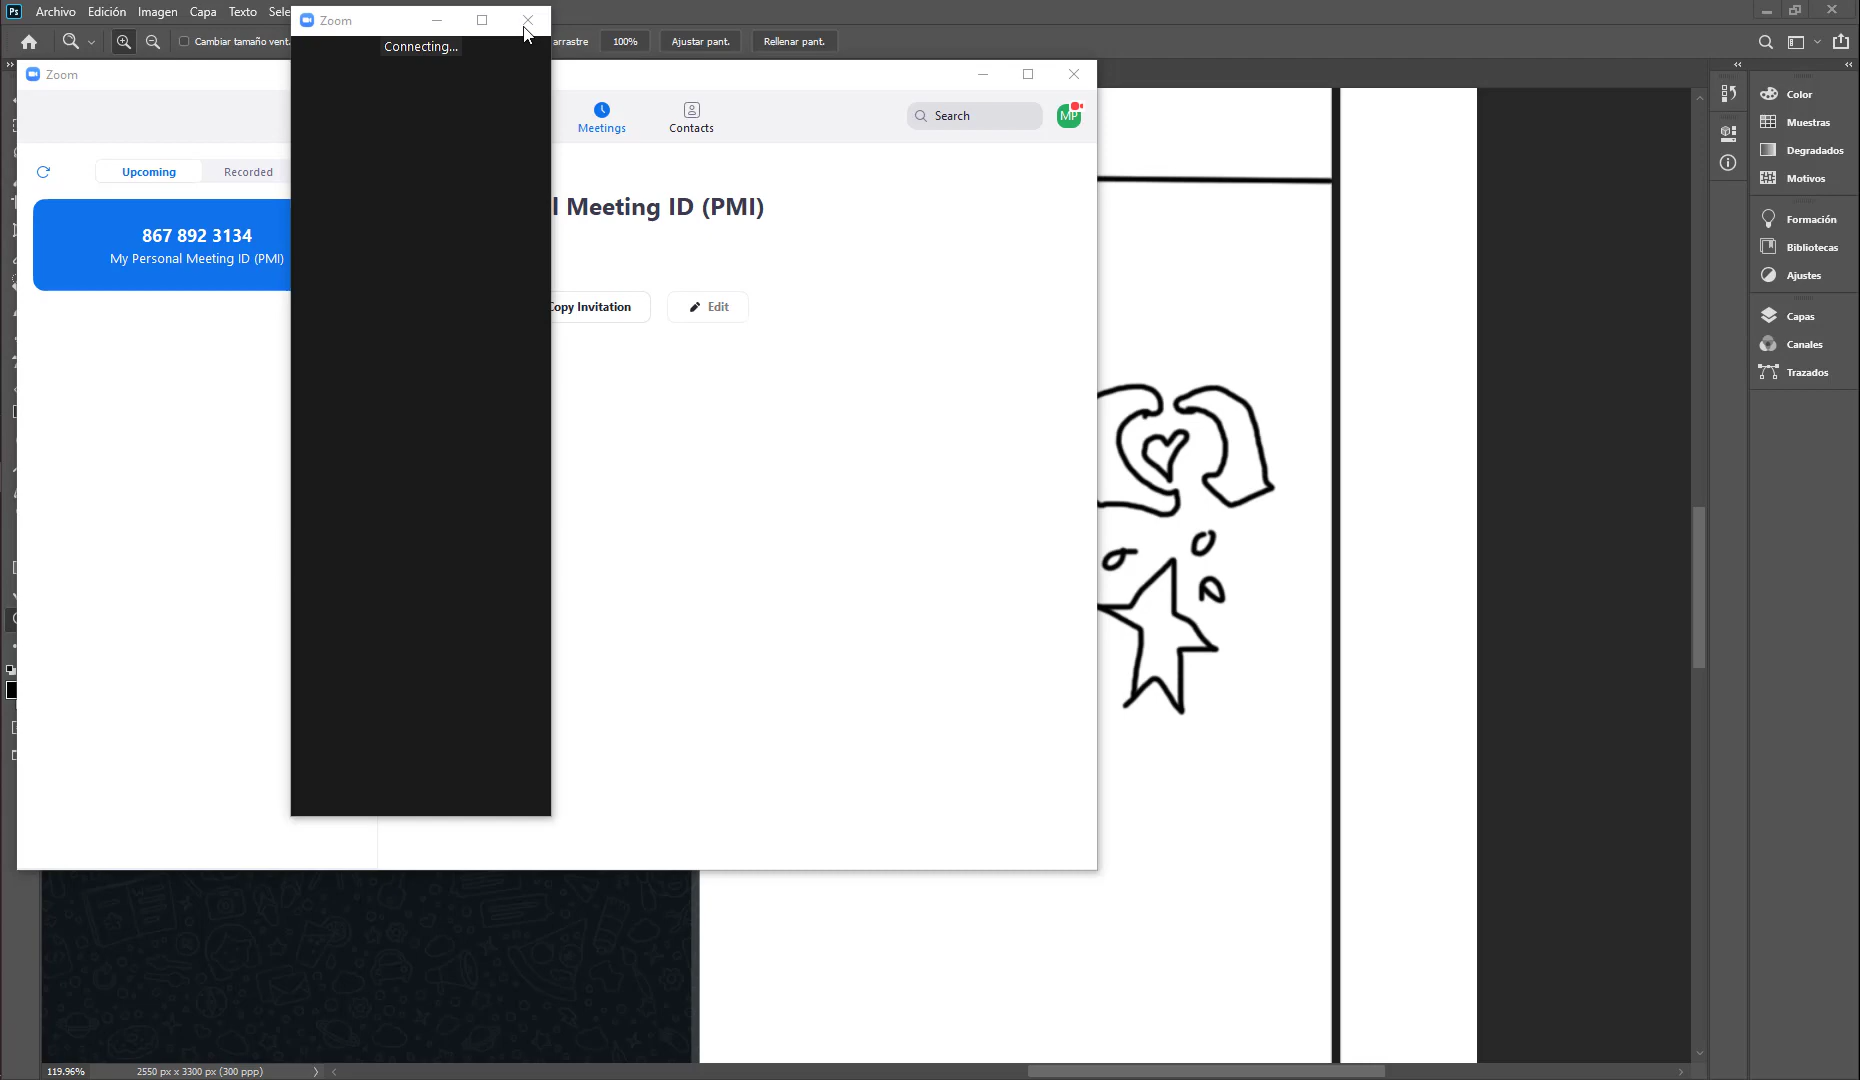 Ps Archivo Edición Imagen Capa Texto Sele
Zoom
Cambiar tamaño vent.
arrastre 100% Ajustar pant. Rellenar pant.
Connecting...
Zoom
Meetings Contacts Search MP
Upcoming Recorded
l Meeting ID (PMI)
867 892 3134
My Personal Meeting ID (PMI)
Copy Invitation Edit
Color
Muestras
Degradados
Motivos
Formación
Bibliotecas
Ajustes
Capas
Canales
Trazados
119.96% 2550 px x 3300 px (300 ppp)